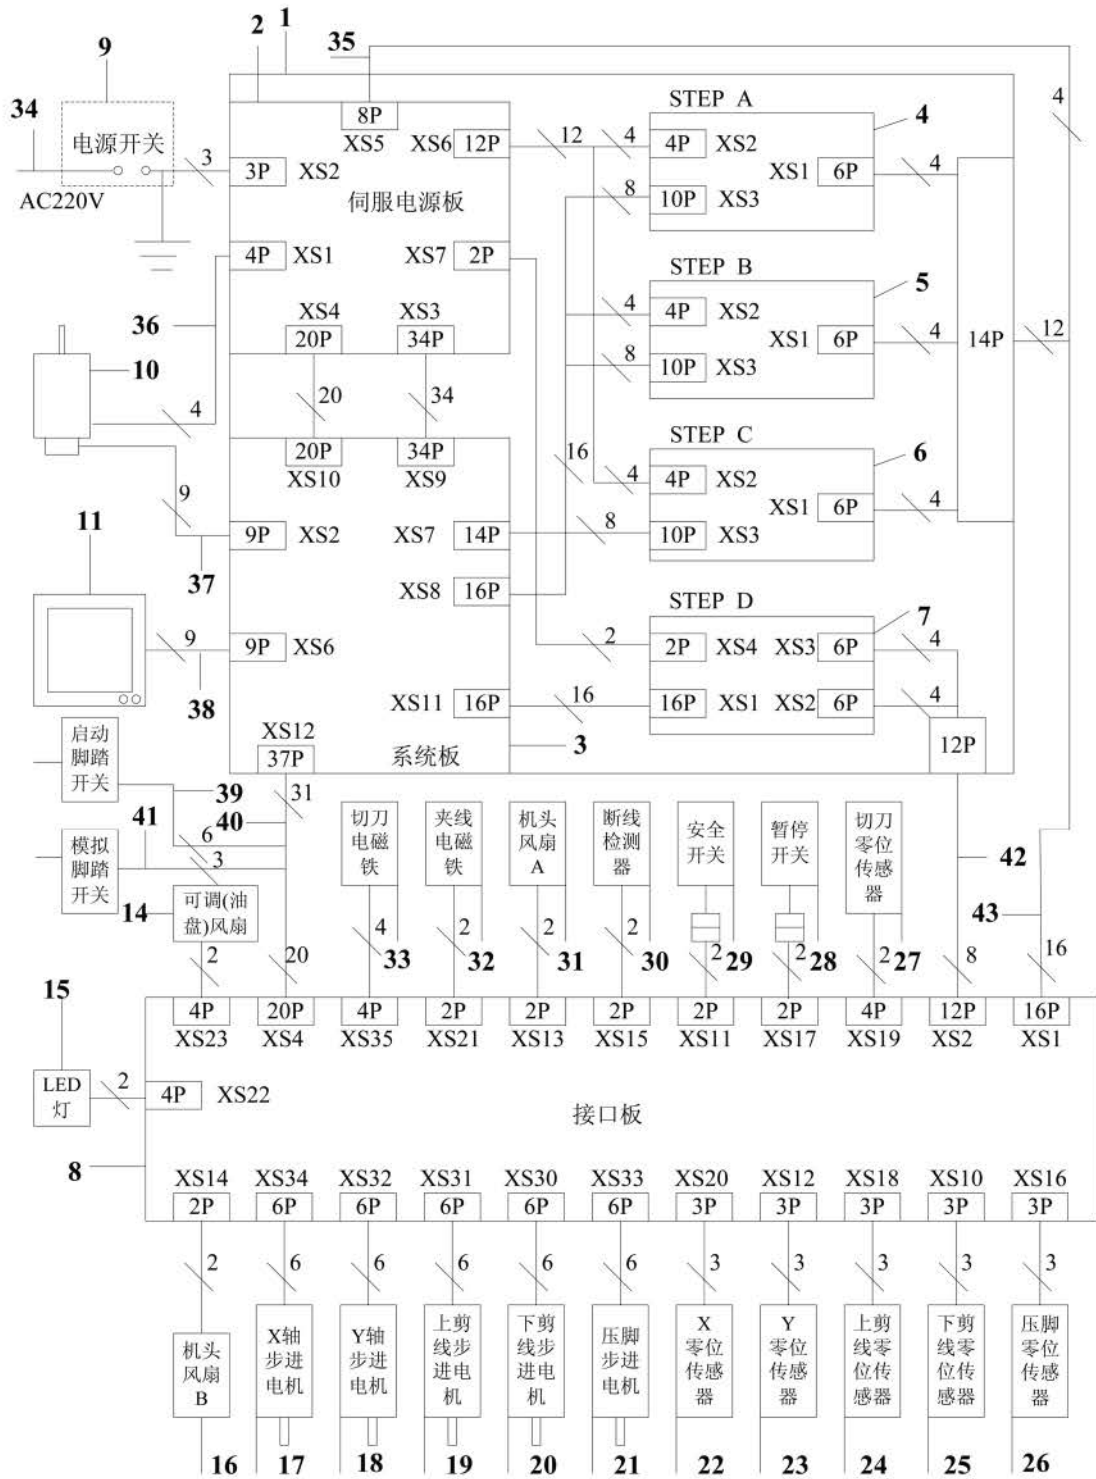 9
2
1
35
34
电源开关
3
AC220V
8P
XS5
3P
XS2
XS6
12P
12
伺服电源板
4P
XS1
XS7
2P
36
XS4
XS3
20P
34P
10
20
34
4
20P
34P
XS10
XS9
9
11
9P
XS2
XS7
14P
37
XS8
16P
9
9P
XS6
38
XS11
16P
16
XS12
37P
系统板
3
STEP A
4
4
4P
XS2
XS1
6P
4
8
10P
XS3
STEP B
5
4
4P
XS2
XS1
6P
4
8
10P
XS3
14P
12
4
STEP C
6
16
4
4P
XS2
XS1
6P
4
8
10P
XS3
STEP D
7
2
2P
XS4
XS3
6P
4
16P
XS1
XS2
6P
4
12P
启动
脚踏
开关
39
31
41
40
6
模拟
脚踏
开关
3
14
可调(油
盘)风扇
切刀
电磁
铁
夹线
电磁
铁
机头
风扇
A
断线
检测
器
安全
开关
暂停
开关
切刀
零位
传感
器
42
43
2
20
4
33
2
32
2
31
2
30
2
29
2
28
2
27
8
16
15
4P
20P
4P
2P
2P
2P
2P
2P
4P
12P
16P
XS23
XS4
XS35
XS21
XS13
XS15
XS11
XS17
XS19
XS2
XS1
LED
灯
2
4P
XS22
接口板
8
XS14
XS34
XS32
XS31
XS30
XS33
XS20
XS12
XS18
XS10
XS16
2P
6P
6P
6P
6P
6P
3P
3P
3P
3P
3P
2
6
6
6
6
6
3
3
3
3
3
机头
风扇
B
X轴
步进
电机
Y轴
步进
电机
上剪
线步
进电
机
下剪
线步
进电
机
压脚
步进
电机
X
零位
传感
器
Y
零位
传感
器
上剪
线零
位传
感器
下剪
线零
位传
感器
压脚
零位
传感
器
16
17
18
19
20
21
22
23
24
25
26